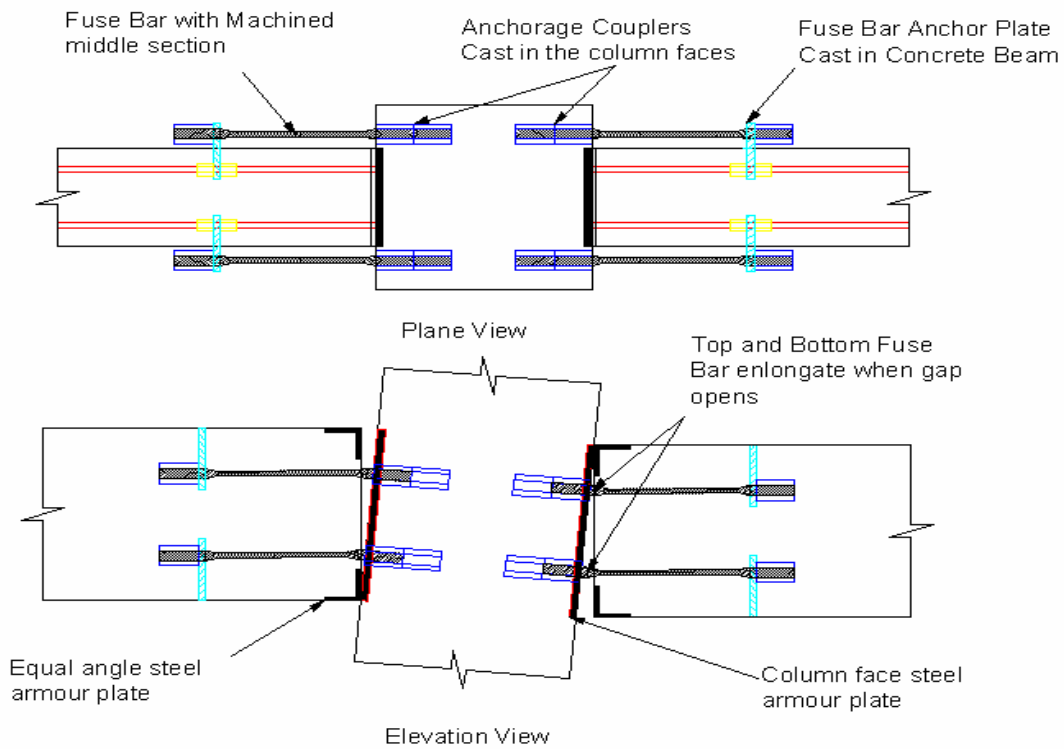 Fuse Bar with Machined
middle section
Anchorage Couplers
Cast in the column faces
Fuse Bar Anchor Plate
Cast in Concrete Beam
Plane View
Top and Bottom Fuse
Bar enlongate when gap
opens
Equal angle steel
armour plate
Column face steel
armour plate
Elevation View